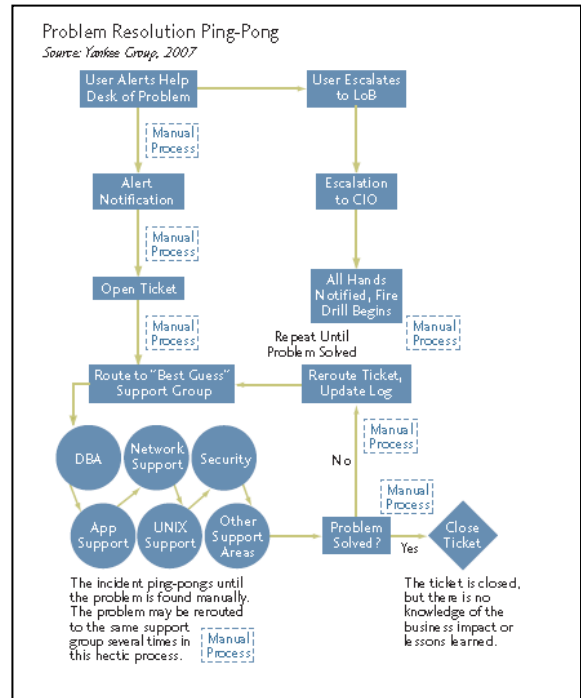 Problem Resolution Ping-Pong
Source: Yankee Group, 2007
User Alerts Help
Desk of Problem
User Escalates
to LoB
Manual
Process
Alert
Notification
Escalation
to CIO
Manual
Process
Open Ticket
All Hands
Notified, Fire
Drill Begins
Manual
Process
Manual
Process
Repeat Until
Problem Solved
Route to "Best Guess"
Support Group
Reroute Ticket,
Update Log
Manual
Process
No
DBA
Network
Support
Security
App
Support
UNIX
Support
Other
Support
Areas
Problem
Solved?
Manual
Process
Yes
Close
Ticket
The incident ping-pongs until
the problem is found manually.
The problem may be rerouted
to the same support
group several times in
this hectic process.
Manual
Process
The ticket is closed,
but there is no
knowledge of the
business impact or
lessons learned.